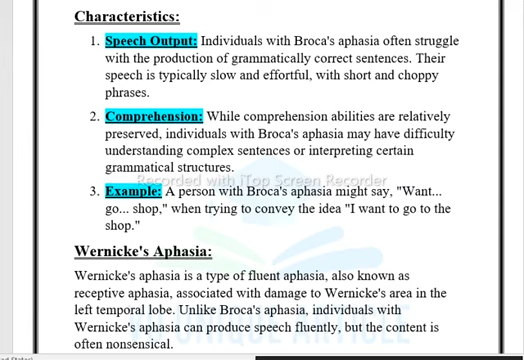 Characteristics:
1. Speech Output: Individuals with Broca's aphasia often struggle
with the production of grammatically correct sentences. Their
speech is typically slow and effortful, with short and choppy
phrases.
2. Comprehension: While comprehension abilities are relatively
preserved, individuals with Broca's aphasia may have difficulty
understanding complex sentences or interpreting certain
grammatical structures.
Recorded with iTop Screen Recorder
3. Example: A person with Broca's aphasia might say, "Want...
go... shop," when trying to convey the idea "I want to go to the
shop."
Wernicke's Aphasia:
Wernicke's aphasia is a type of fluent aphasia, also known as
receptive aphasia, associated with damage to Wernicke's area in the
left temporal lobe. Unlike Broca's aphasia, individuals with
Wernicke's aphasia can produce speech fluently, but the content is
often nonsensical.